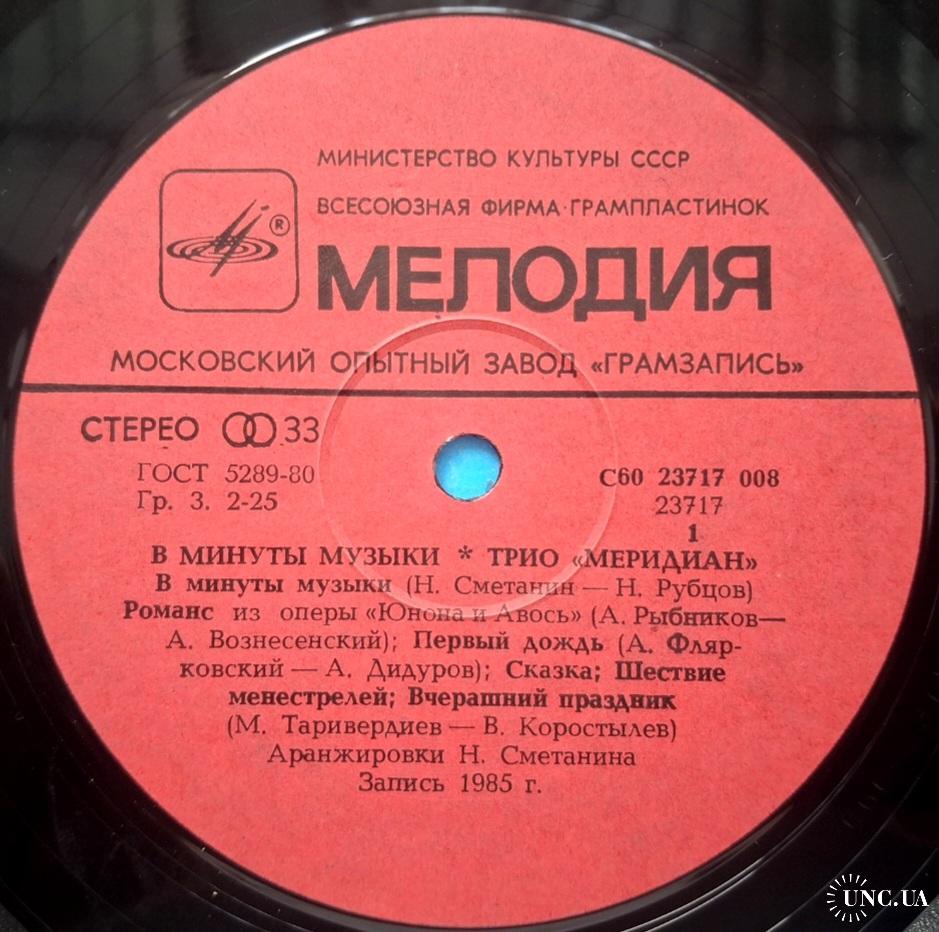 МИНИСТЕРСТВО КУЛЬТУРЫ СССР
ВСЕСОЮЗНАЯ ФИРМА·ГРАМПЛАСТИНОК
®
МЕЛОДИЯ
МОСКОВСКИЙ ОПЫТНЫЙ ЗАВОД «ГРАМЗАПИСЬ»
СТЕРЕО 33
ГОСТ 5289-80
Гр. 3. 2-25
С60 23717 008
23717
1
В МИНУТЫ МУЗЫКИ * ТРИО «МЕРИДИАН»
В минуты музыки (Н. Сметанин — Н. Рубцов)
Романс из оперы «Юнона и Авось» (А. Рыбников—
А. Вознесенский); Первый дождь (А. Фляр-
ковский — А. Дидуров); Сказка; Шествие
менестрелей; Вчерашний праздник
(М. Таривердиев — В. Коростылев)
Аранжировки Н. Сметанина
Запись 1985 г.
UNC.UA